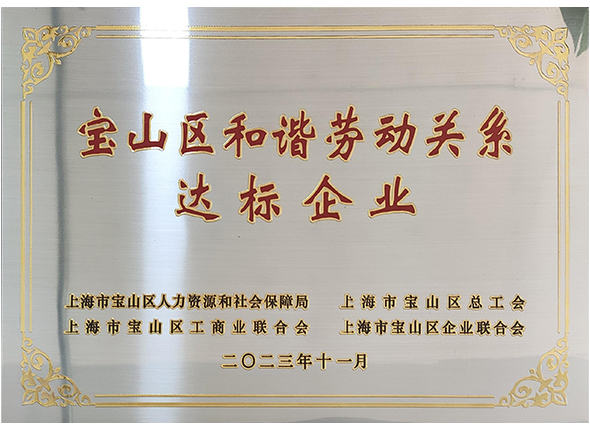 宝山区和谐劳动关系
达标企业
上海市宝山区人力资源和社会保障局 上海市宝山区总工会
上海市宝山区工商业联合会 上海市宝山区企业联合会
二〇二三年十一月